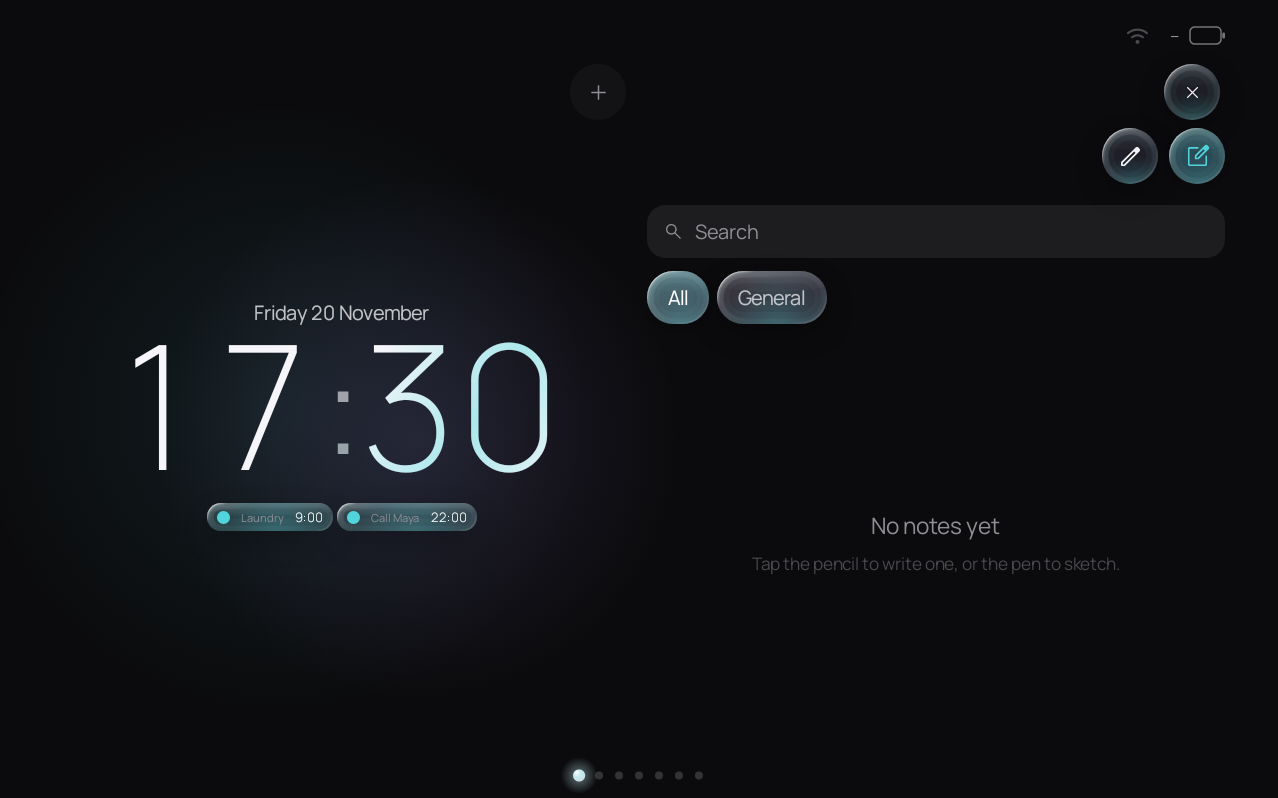 Search
All
General
Friday 20 November
17:30
Laundry 9:00
Call Maya 22:00
No notes yet
Tap the pencil to write one, or the pen to sketch.